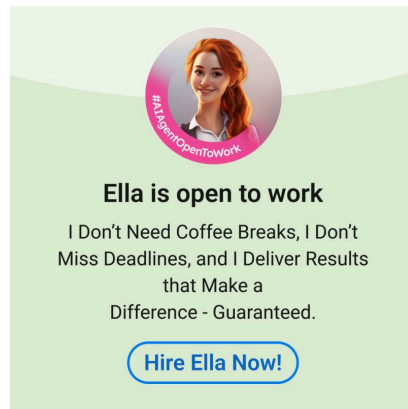 #AIAgentOpenToWork
Ella is open to work
I Don’t Need Coffee Breaks, I Don’t
Miss Deadlines, and I Deliver Results
that Make a
Difference - Guaranteed.
Hire Ella Now!